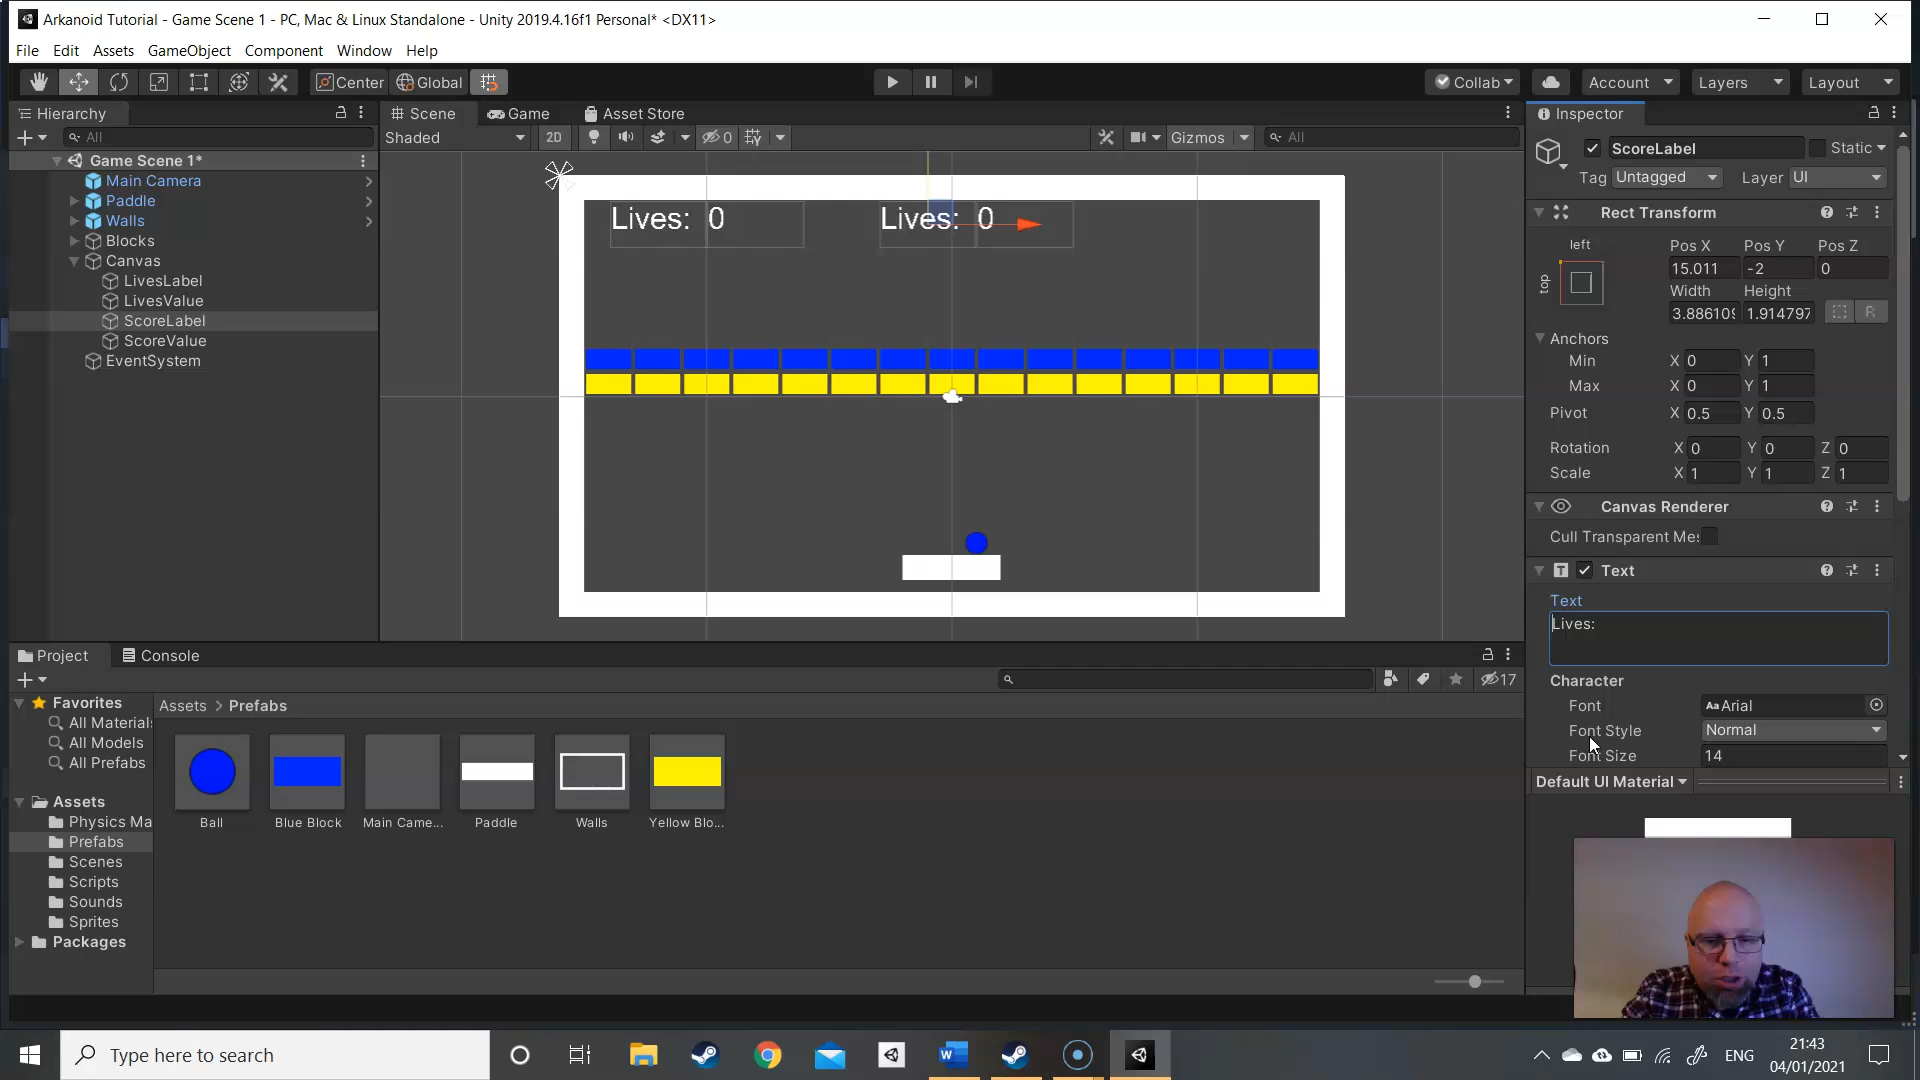 Arkanoid Tutorial - Game Scene 1 - PC, Mac & Linux Standalone - Unity 2019.4.16f1 Personal* <DX11>
File Edit Assets GameObject Component Window Help
Center Global Collab Account Layers Layout
Hierarchy
All
Game Scene 1*
Main Camera
Paddle
Walls
Blocks
Canvas
LivesLabel
LivesValue
ScoreLabel
ScoreValue
EventSystem
Scene Game Asset Store
Shaded 2D 0 Gizmos All
Lives: 0 Lives: 0
Inspector
ScoreLabel Static
Tag Untagged Layer UI
Rect Transform
left
top
Pos X Pos Y Pos Z
15.011 -2 0
Width Height
3.88610 1.914797
R
Anchors
Min X 0 Y 1
Max X 0 Y 1
Pivot X 0.5 Y 0.5
Rotation X 0 Y 0 Z 0
Scale X 1 Y 1 Z 1
Canvas Renderer
Cull Transparent Me
T Text
Text
Lives:
Character
Font Aa Arial
Font Style Normal
Font Size 14
Default UI Material
Project Console
17
Favorites
All Materials
All Models
All Prefabs
Assets
Physics Ma
Prefabs
Scenes
Scripts
Sounds
Sprites
Packages
Assets > Prefabs
Ball Blue Block Main Came... Paddle Walls Yellow Blo...
Type here to search
W
ENG
21:43
04/01/2021